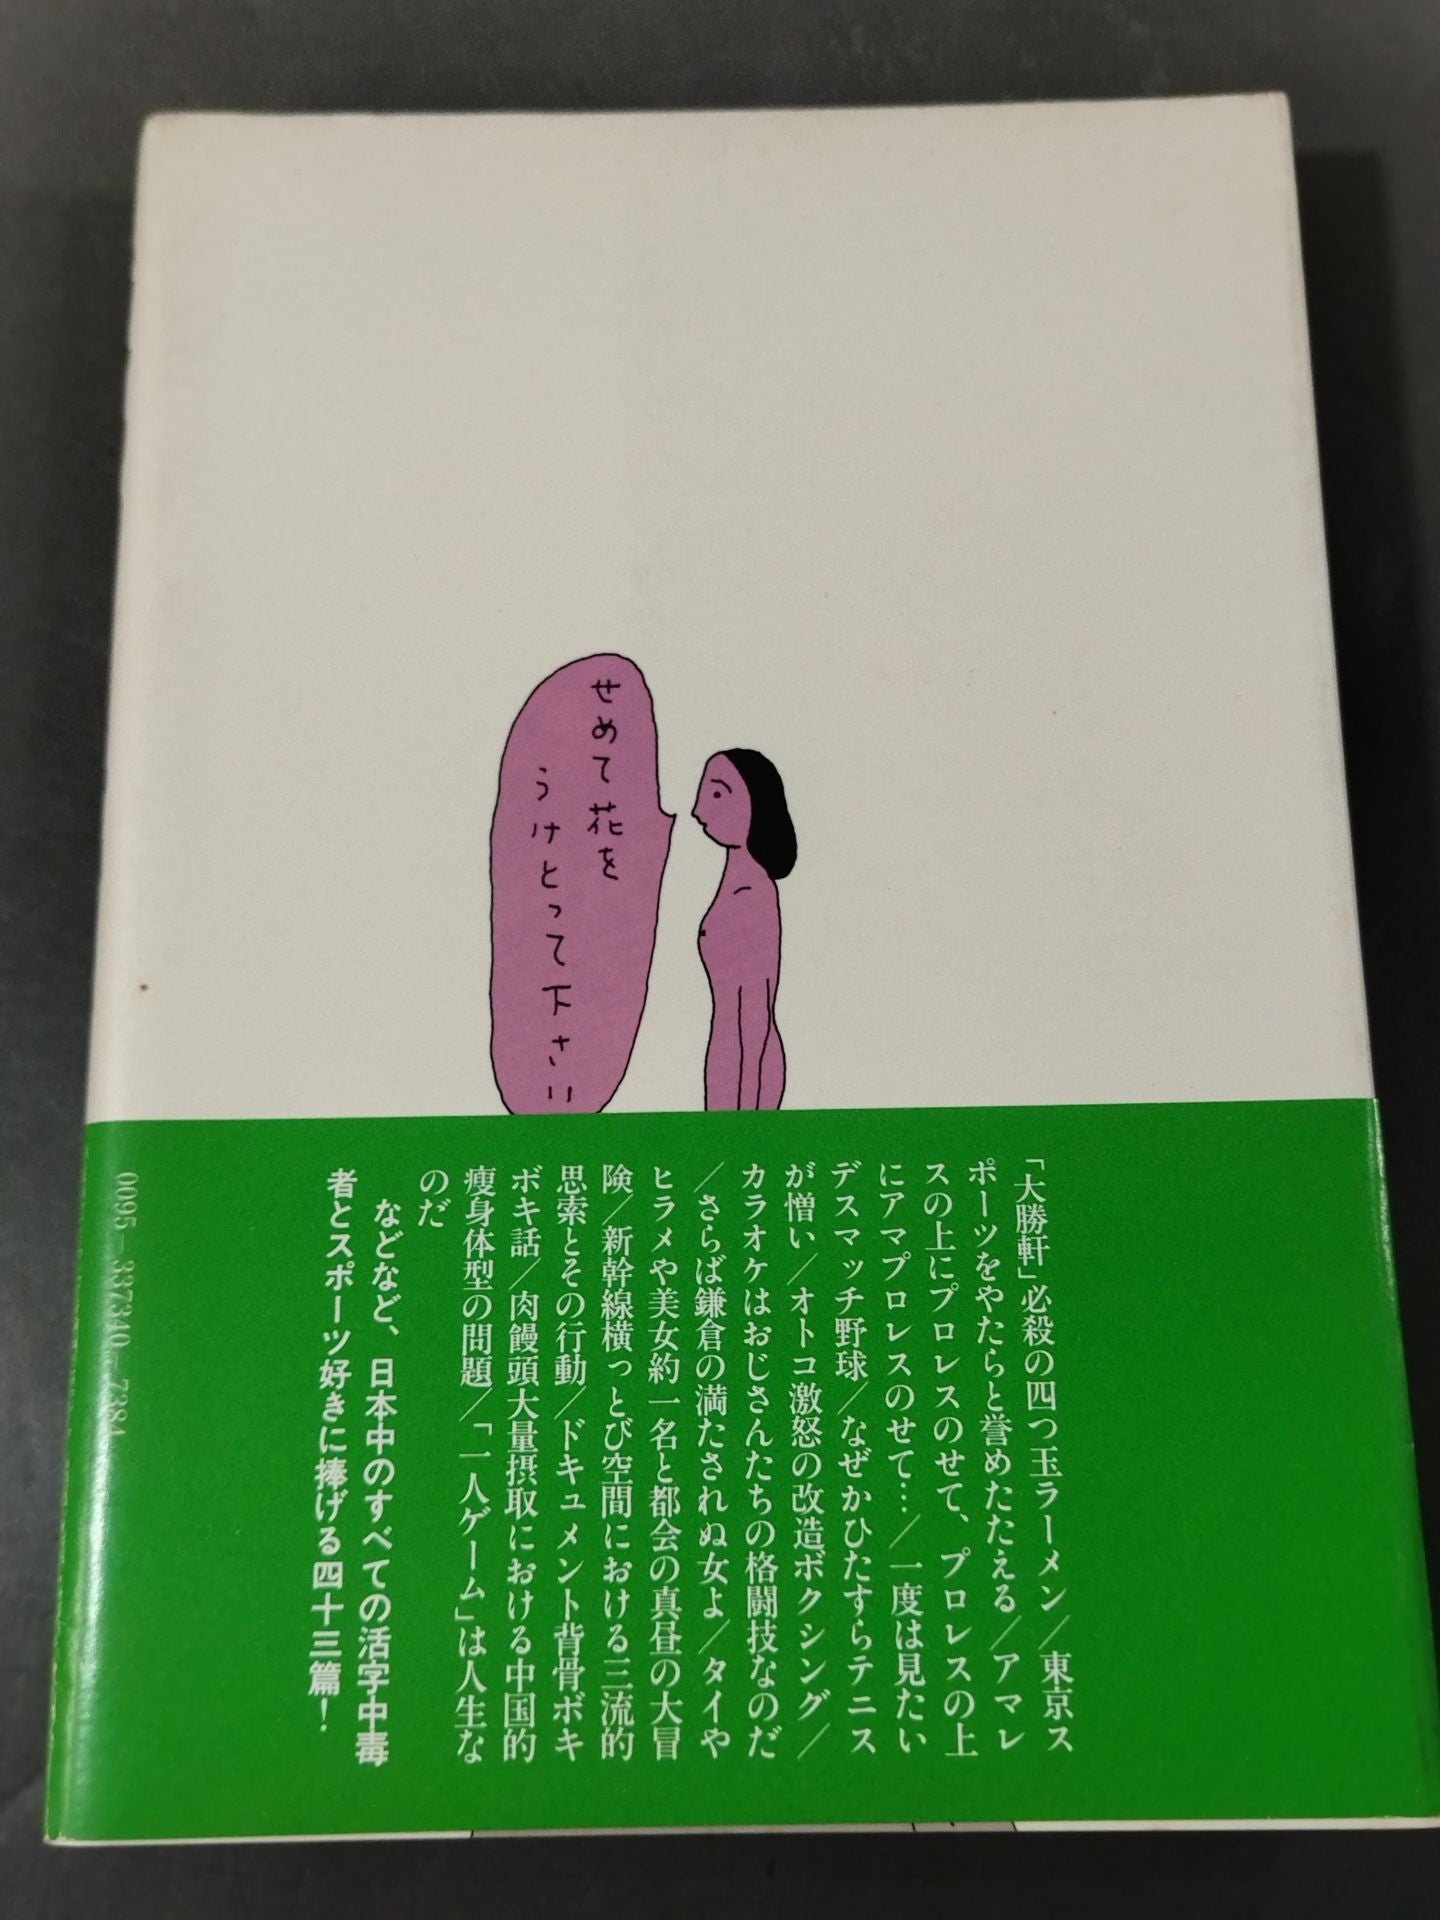 せめて花を
うけとって下さい
「大勝軒」必殺の四つ玉ラーメン／東京ス
ポーツをやたらと誉めたたえる／アマレ
スの上にプロレスのせて、プロレスの上
にアマプロレスのせて…／一度は見たい
デスマッチ野球／なぜかひたすらテニス
が憎い／オトコ激怒の改造ボクシング／
カラオケはおじさんたちの格闘技なのだ
／さらば鎌倉の満たされぬ女よ／タイや
ヒラメや美女約一名と都会の真昼の大冒
険／新幹線横っとび空間における三流的
思索とその行動／ドキュメント背骨ボキ
ボキ話／肉饅頭大量摂取における中国的
痩身体型の問題／「一人ゲーム」は人生な
のだ
などなど、日本中のすべての活字中毒
者とスポーツ好きに捧げる四十三篇！
0095-337340-7384